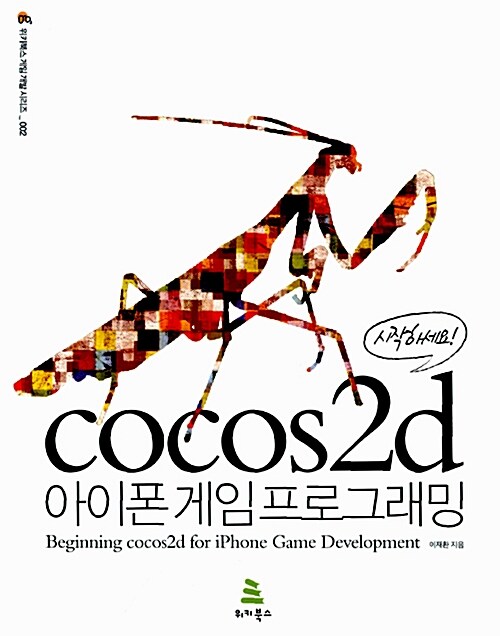 위키북스 게임 개발 시리즈 _ 002
시작하세요!
cocos2d
아이폰 게임 프로그래밍
Beginning cocos2d for iPhone Game Development 이재환 지음
위키북스